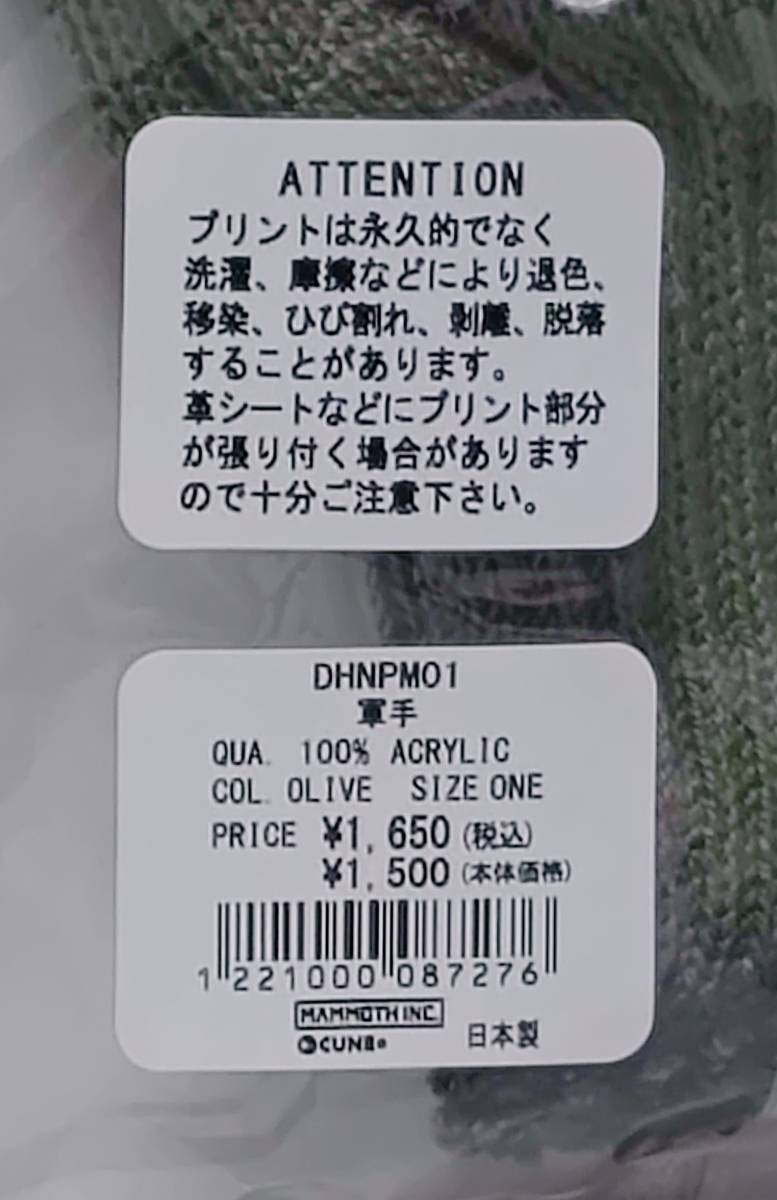 ATTENTION
プリントは永久的でなく
洗濯、摩擦などにより退色、
移染、ひび割れ、剥離、脱落
することがあります。
革シートなどにプリント部分
が張り付く場合があります
ので十分ご注意下さい。
DHNPM01
軍手
QUA. 100% ACRYLIC
COL. OLIVE SIZE ONE
PRICE ¥1,650 (税込)
¥1,500 (本体価格)
1 221000 087276
MAMMOTH INC.
CUNE® 日本製